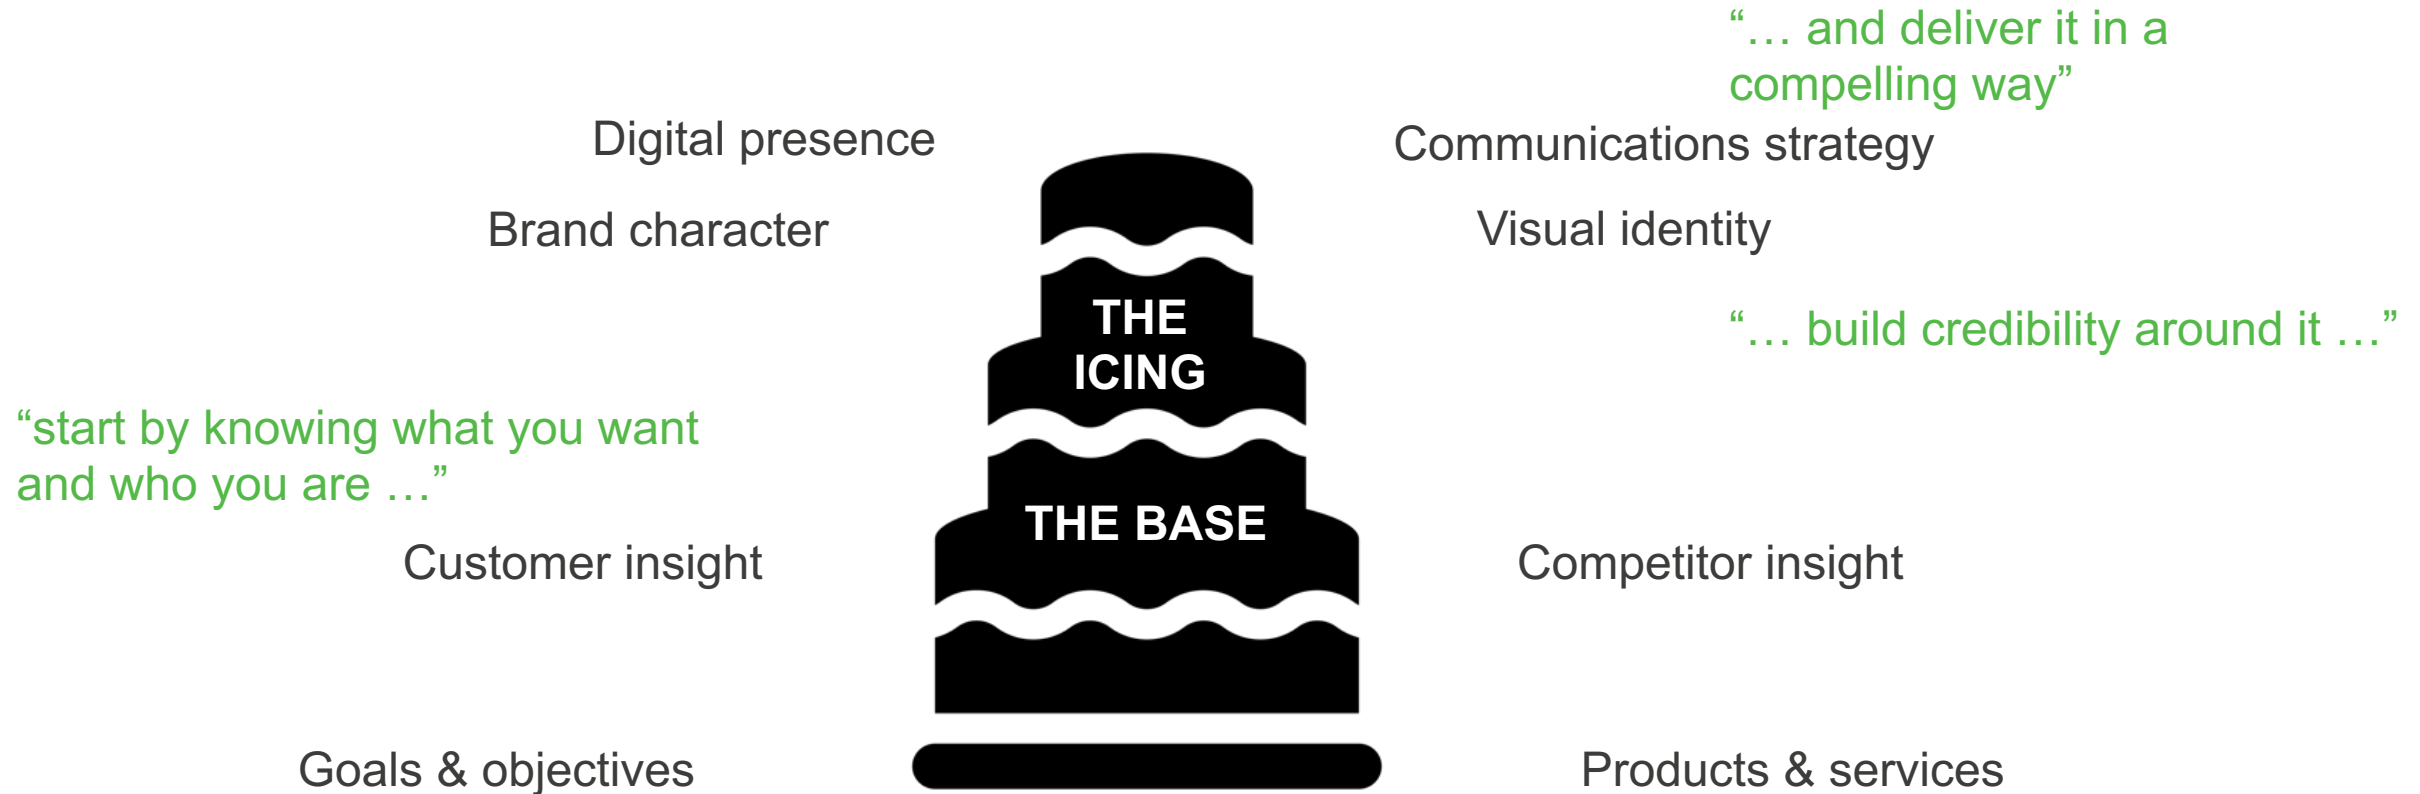 “… and deliver it in a
compelling way”
Digital presence
Communications strategy
Brand character
Visual identity
THE
ICING
“… build credibility around it …”
“start by knowing what you want
and who you are …”
THE BASE
Customer insight
Competitor insight
Goals & objectives
Products & services